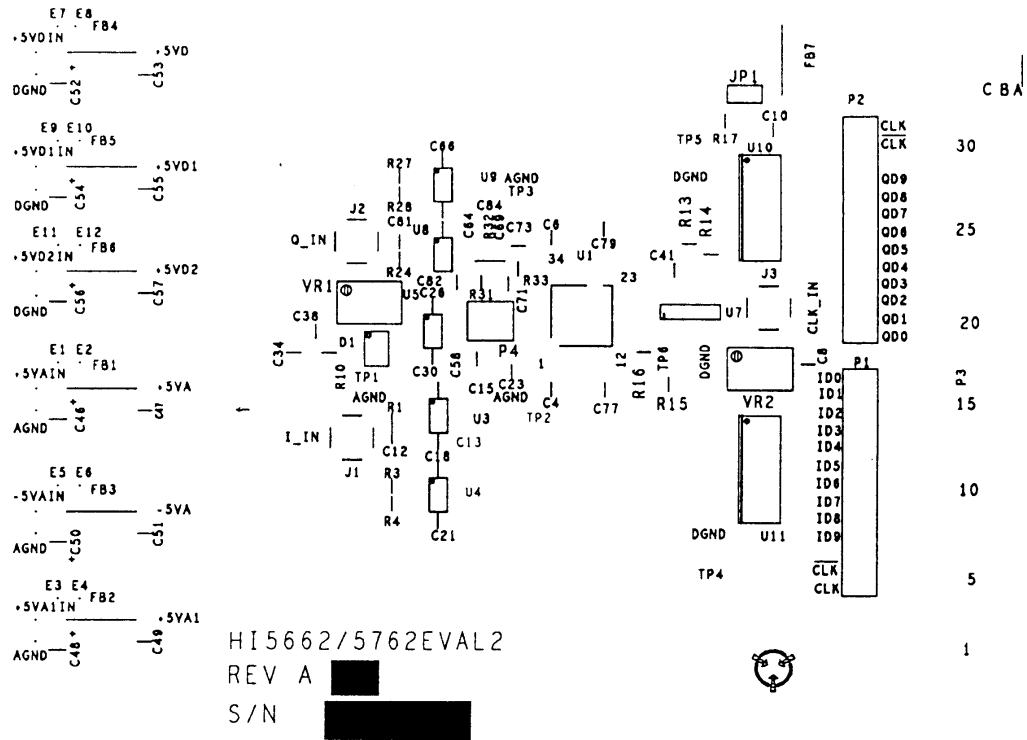 E7 E8
FB4
+5VDIN
+5VD
DGND
+
C52
C53
E9 E10
FB5
+5VD1IN
+5VD1
DGND
C54+
C55
E11 E12
FB6
+5VD2IN
+5VD2
DGND
C56+
C57
E1 E2
FB1
+5VAIN
+5VA
AGND
C46+
C47
E5 E6
FB3
-5VAIN
-5VA
AGND
+C50
C51
E3 E4
FB2
+5VA1IN
+5VA1
AGND
C48+
C49
C66
R27
R28
C81
J2
Q_IN
U8
R24
C82
VR1
U5
C26
C38
D1
C34
R10
TP1
AGND
C30
C58
R1
I_IN
C12
J1
R3
R4
U3
C13
C18
U4
C21
U9
AGND
TP3
C84
C64
R32
C69
C73
C6
34
U1
C79
23
R31
R33
C71
P4
C15
C23
AGND
TP2
1
C4
12
C77
R16
TP6
R15
FB7
JP1
R17
C10
TP5
U10
DGND
R13
R14
C41
J3
CLK_IN
U7
DGND
VR2
C8
DGND
U11
TP4
P2
CLK
CLK
QD9
QD8
QD7
QD6
QD5
QD4
QD3
QD2
QD1
QD0
P1
ID0
ID1
ID2
ID3
ID4
ID5
ID6
ID7
ID8
ID9
CLK
CLK
C B A
30
25
20
P3
15
10
5
1
HI5662/5762EVAL2
REV A
S/N